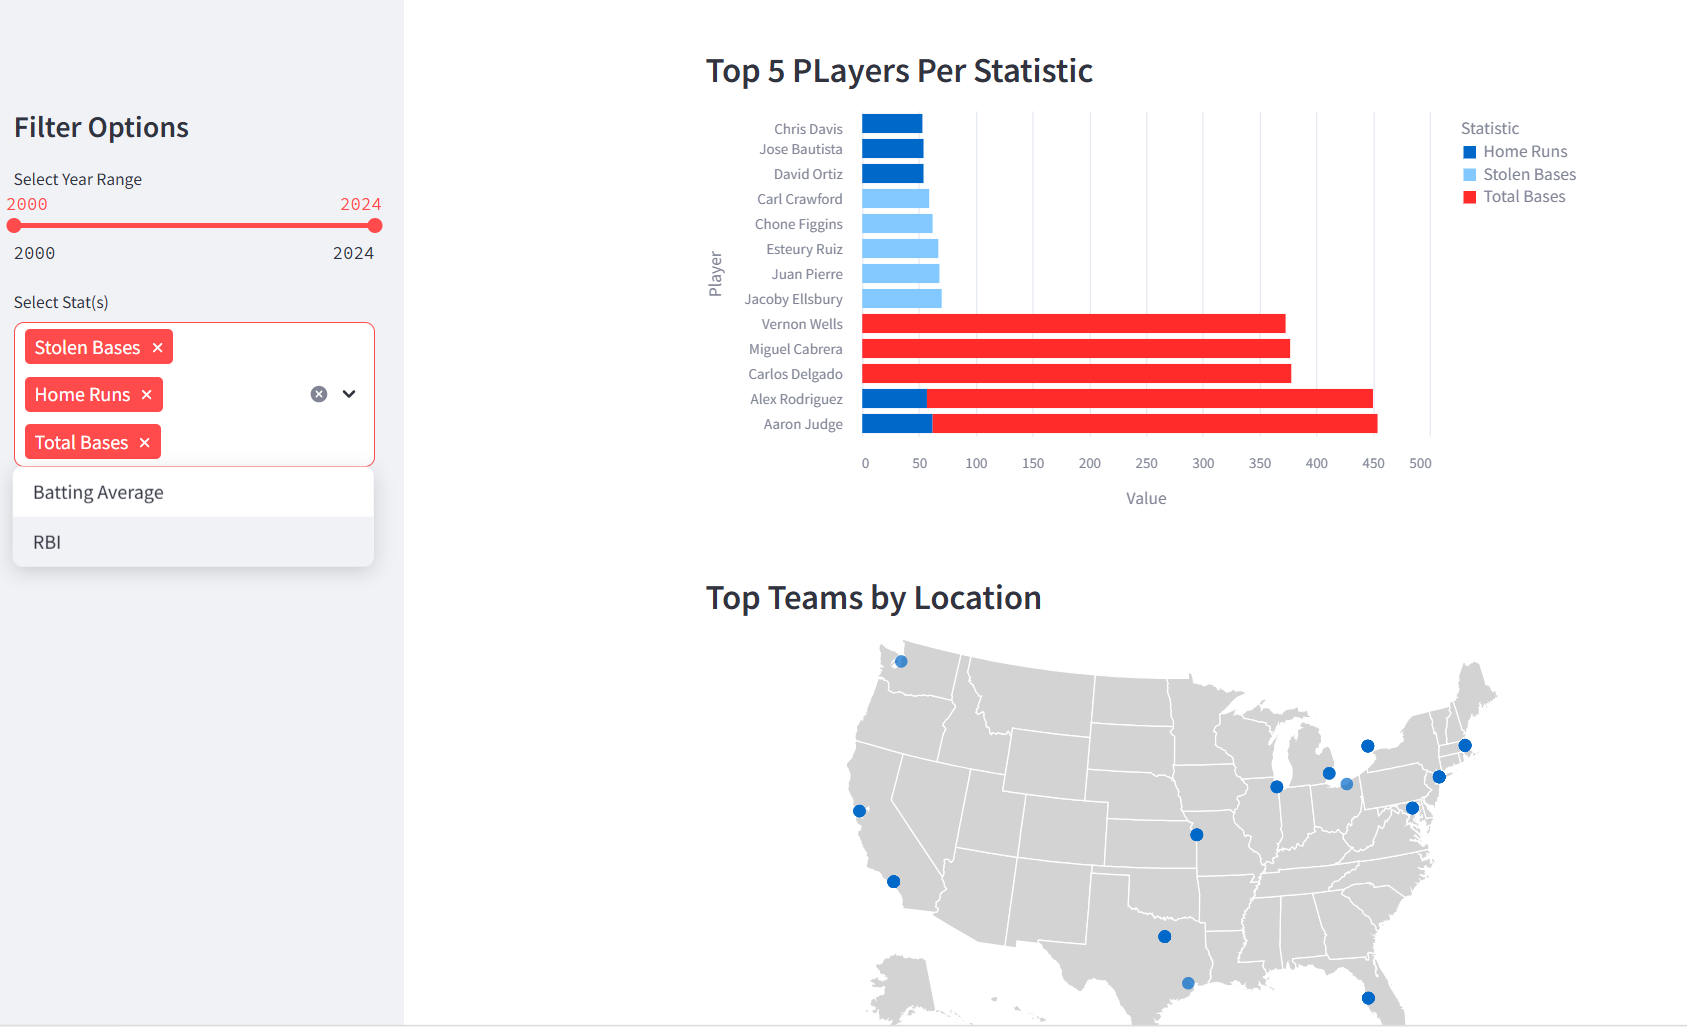 Filter Options
Select Year Range
2000 2024
2000 2024
Select Stat(s)
Stolen Bases ×
Home Runs ×
Total Bases ×
Batting Average
RBI
Top 5 PLayers Per Statistic
Player
Chris Davis
Jose Bautista
David Ortiz
Carl Crawford
Chone Figgins
Esteury Ruiz
Juan Pierre
Jacoby Ellsbury
Vernon Wells
Miguel Cabrera
Carlos Delgado
Alex Rodriguez
Aaron Judge
0 50 100 150 200 250 300 350 400 450 500
Value
Statistic
Home Runs
Stolen Bases
Total Bases
Top Teams by Location